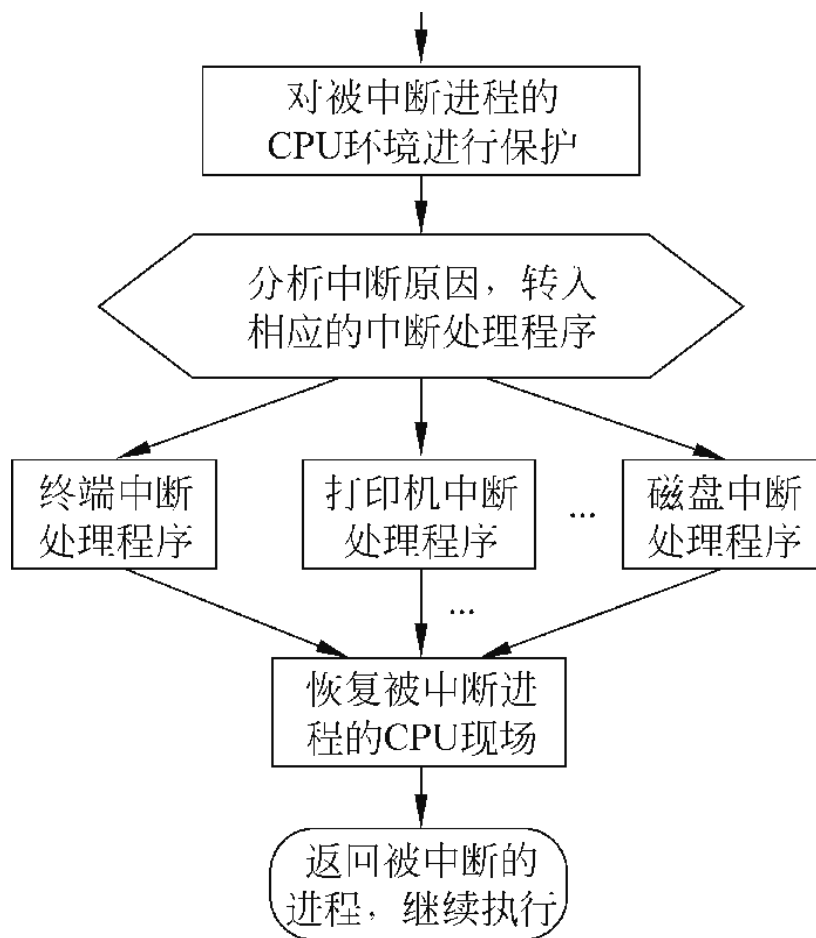 对被中断进程的
CPU环境进行保护
分析中断原因，转入
相应的中断处理程序
终端中断
处理程序
打印机中断
处理程序
...
磁盘中断
处理程序
...
恢复被中断进
程的CPU现场
返回被中断的
进程，继续执行